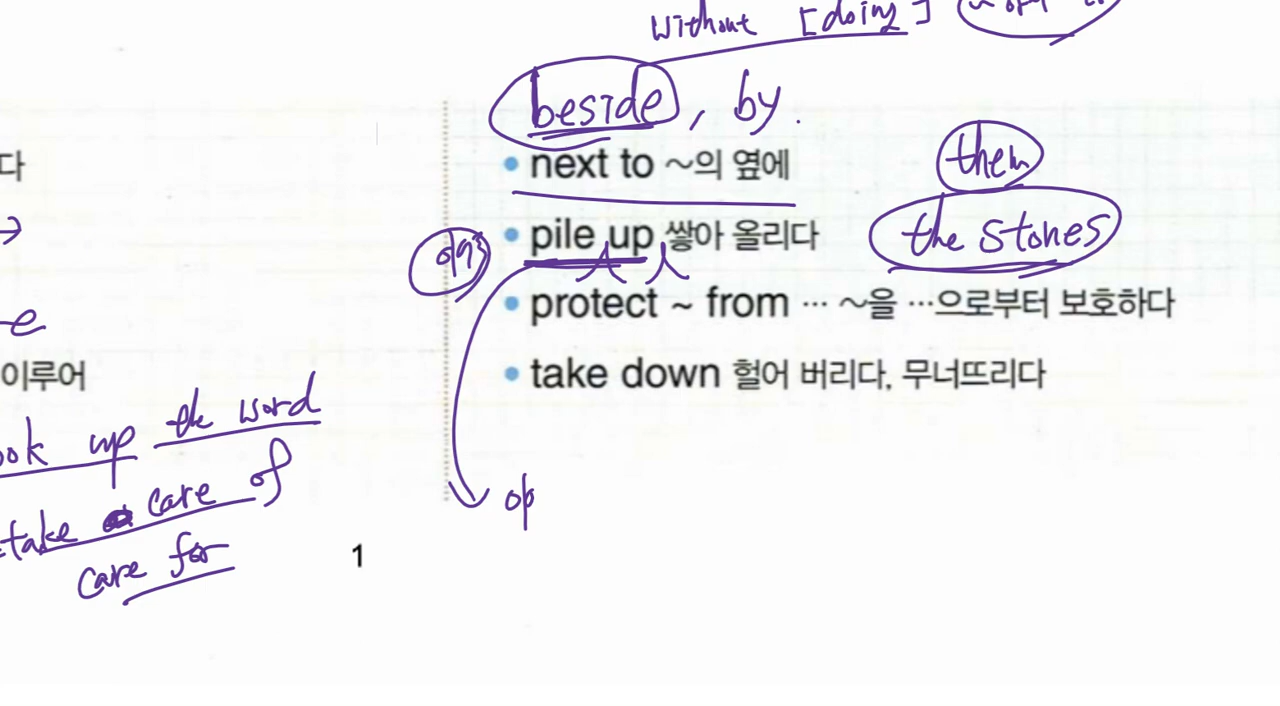 without [doing]
beside, by.
다
• next to ~의 옆에
them
• pile up 쌓아 올리다
the stones
• protect ~ from … ~을 …으로부터 보호하다
이루어
• take down 헐어 버리다, 무너뜨리다
up the word
take care of
care for
1